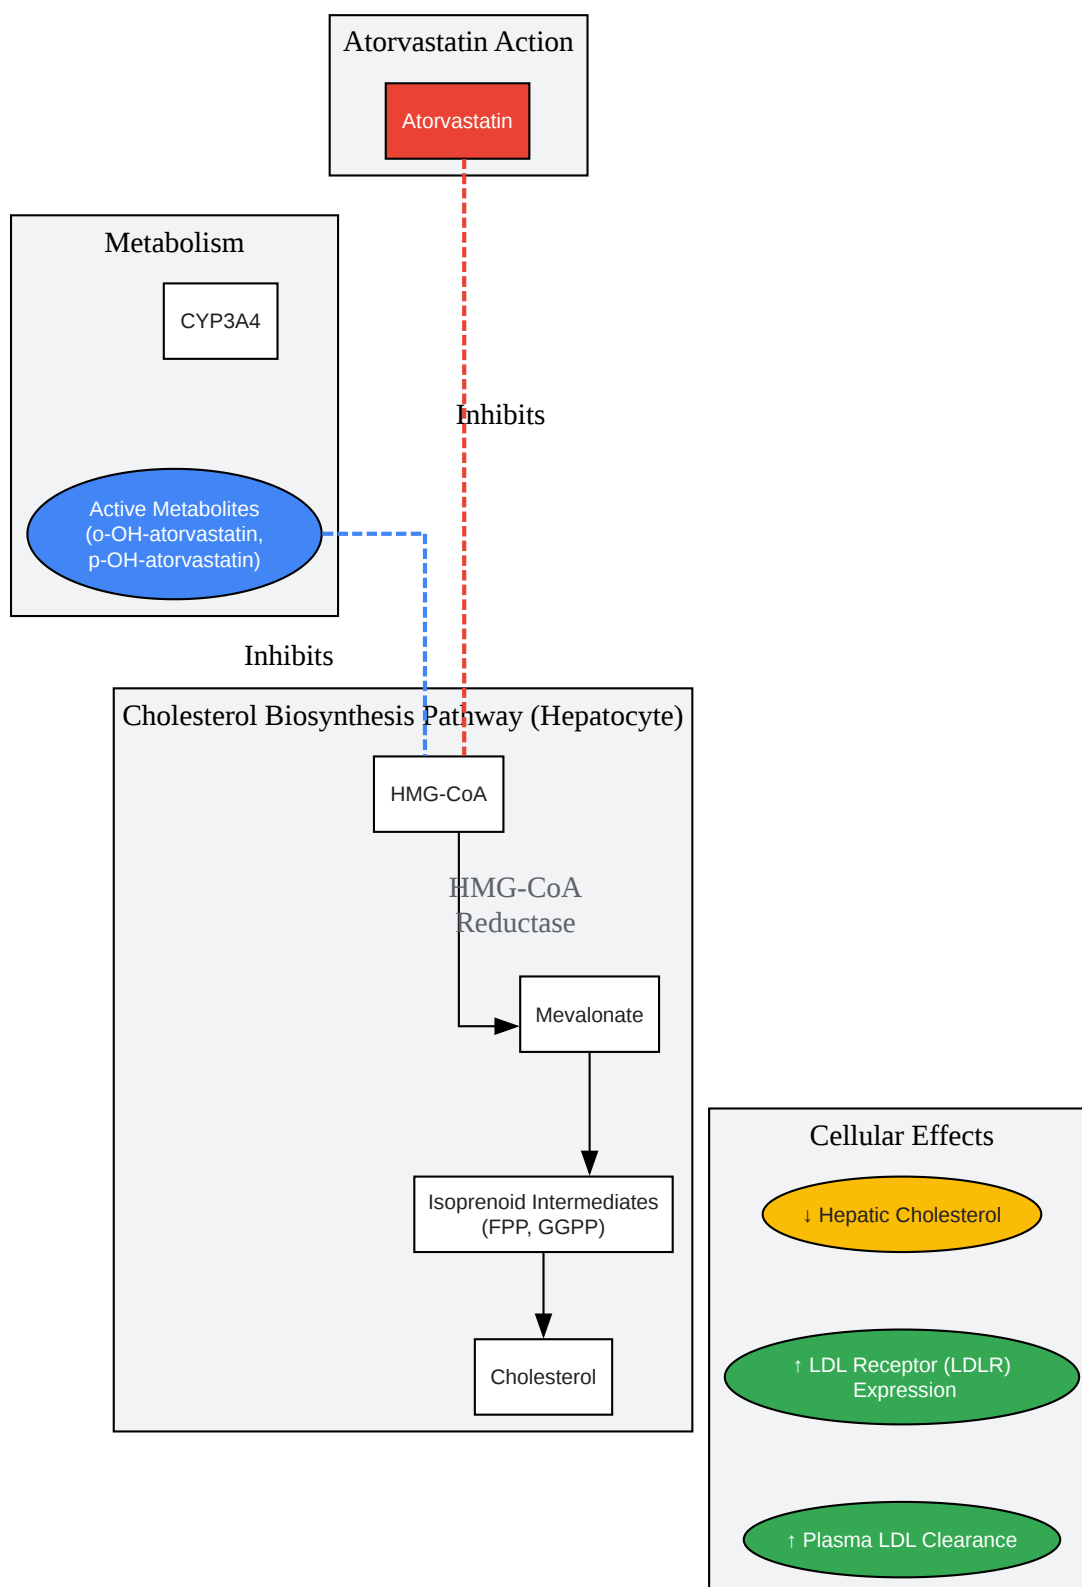 Atorvastatin Action
Atorvastatin
Metabolism
CYP3A4
Inhibits
Active Metabolites
(o-OH-atorvastatin,
p-OH-atorvastatin)
Inhibits
Cholesterol Biosynthesis Pathway (Hepatocyte)
HMG-CoA
HMG-CoA
Reductase
Mevalonate
Isoprenoid Intermediates
(FPP, GGPP)
Cholesterol
Cellular Effects
↓ Hepatic Cholesterol
↑ LDL Receptor (LDLR)
Expression
↑ Plasma LDL Clearance